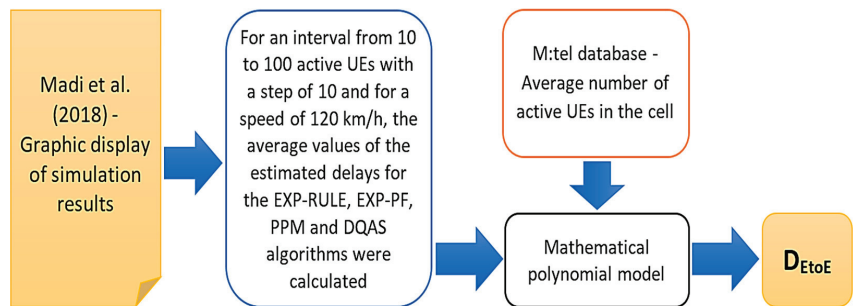 Madi et al.
(2018) -
Graphic display
of simulation
results
For an interval from 10
to 100 active UEs with
a step of 10 and for a
speed of 120 km/h, the
average values of the
estimated delays for
the EXP-RULE, EXP-PF,
PPM and DQAS
algorithms were
calculated
M:tel database -
Average number of
active UEs in the cell
Mathematical
polynomial model
DEtoE